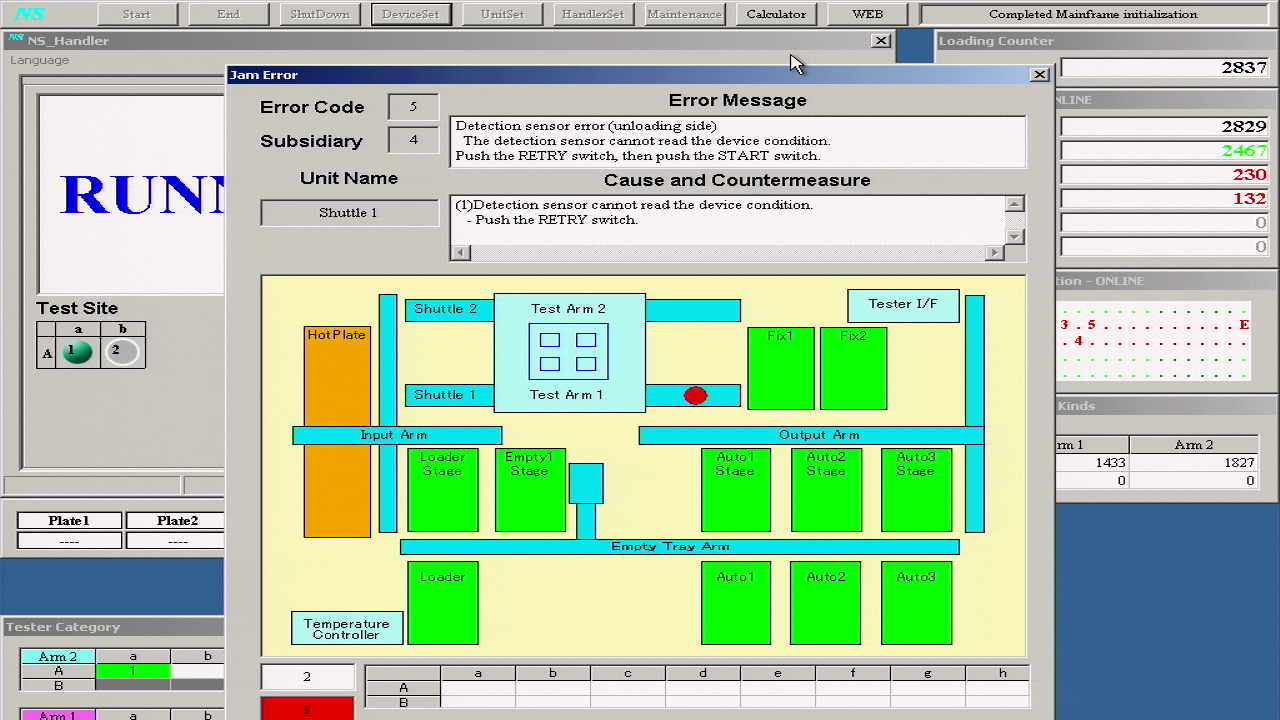 NS Start End ShutDown DeviceSet UnitSet HandlerSet Maintenance Calculator WEB Completed Mainframe initialization
NS NS_Handler
Loading Counter
Language
2837
Jam Error
NLINE
Error Code 5
Error Message
Subsidiary 4
Detection sensor error (unloading side)
The detection sensor cannot read the device condition.
Push the RETRY switch, then push the START switch.
2829
2467
230
132
0
0
RUNN
Unit Name
Shuttle 1
Cause and Countermeasure
(1)Detection sensor cannot read the device condition.
- Push the RETRY switch.
tion - ONLINE
3 . 5 . . . . . . . . E
. 4 . . . . . . . . . .
Test Site
a b
A 1 2
Shuttle 2 Test Arm 2 Tester I/F
HotPlate Fix1 Fix2
Shuttle 1 Test Arm 1
Input Arm Output Arm
Loader Stage Empty1 Stage Auto1 Stage Auto2 Stage Auto3 Stage
Empty Tray Arm
Loader Auto1 Auto2 Auto3
Temperature
Controller
Kinds
rm 1 Arm 2
1433 1827
0 0
Plate1 Plate2
---- ----
Tester Category
Arm 2 a b
A 1
B
Arm 1 a b
2
1
a b c d e f g h
A
B